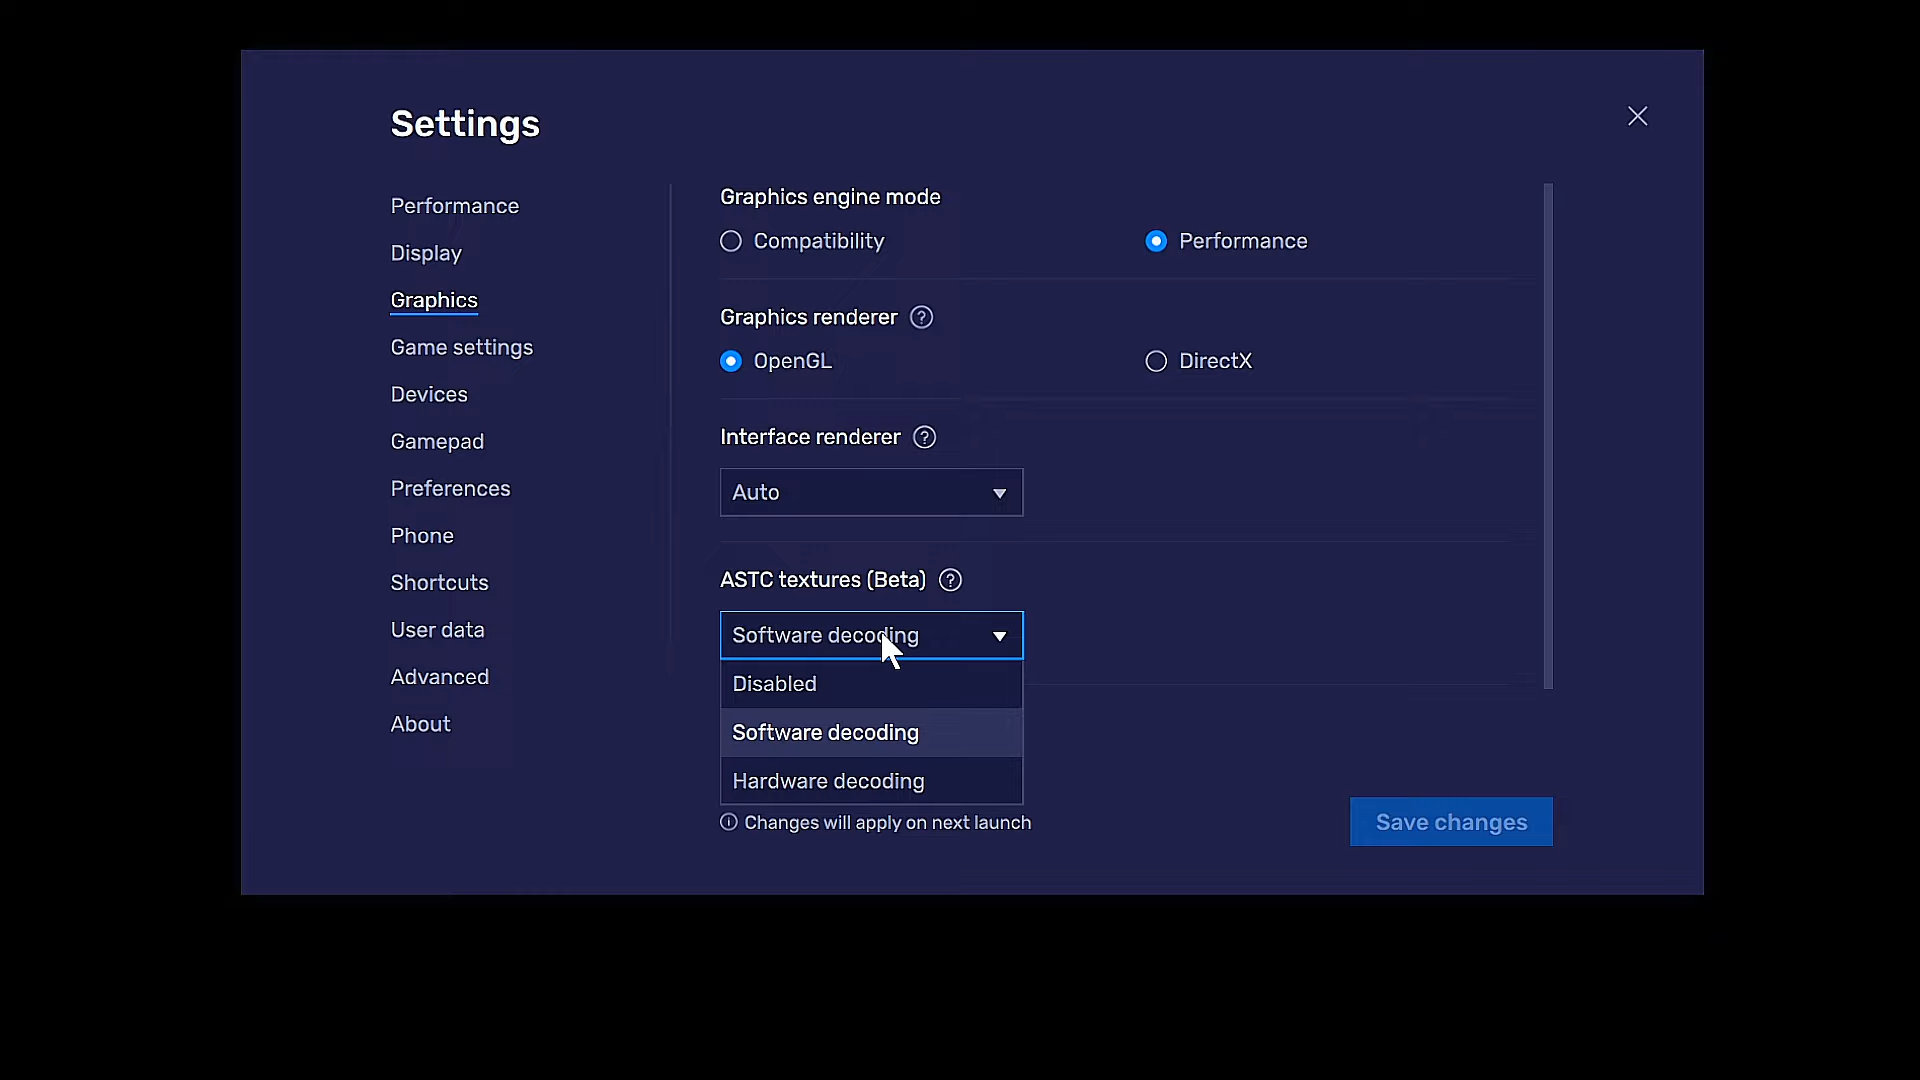 Settings
Performance
Display
Graphics
Game settings
Devices
Gamepad
Preferences
Phone
Shortcuts
User data
Advanced
About
Graphics engine mode
Compatibility
Performance
Graphics renderer ?
OpenGL
DirectX
Interface renderer ?
Auto
ASTC textures (Beta) ?
Software decoding
Disabled
Software decoding
Hardware decoding
Changes will apply on next launch
Save changes